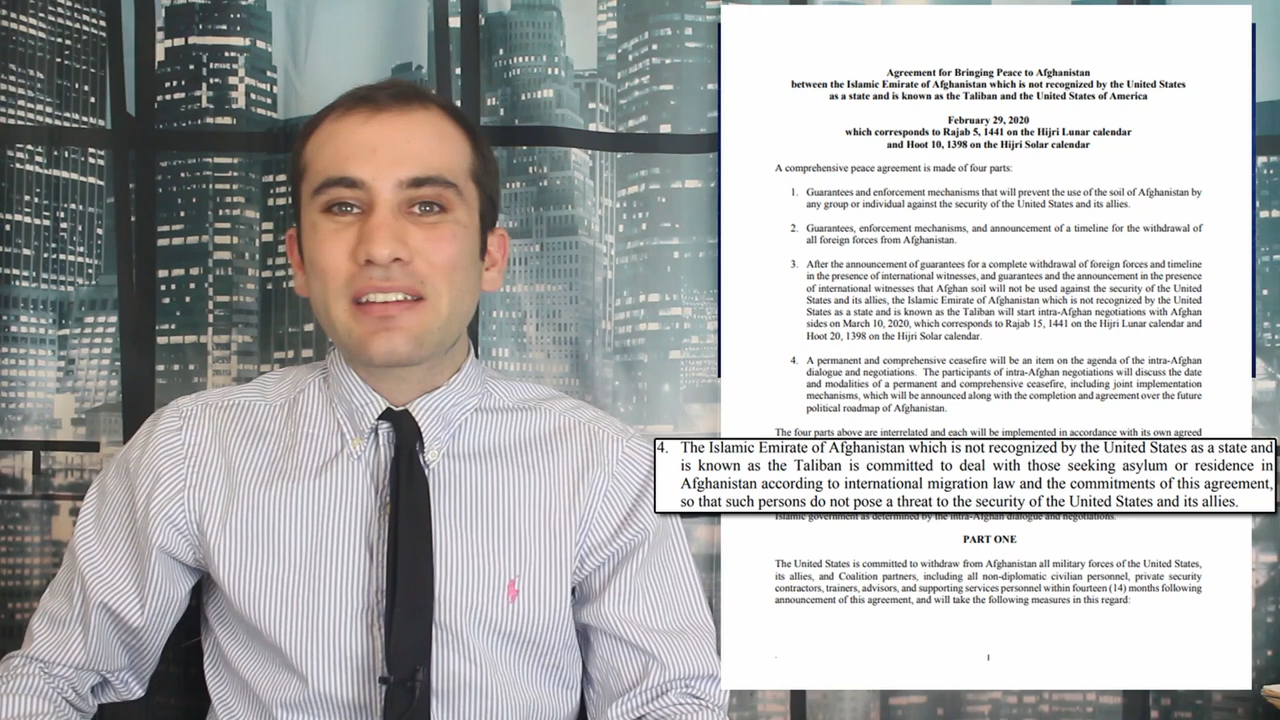 Agreement for Bringing Peace to Afghanistan
between the Islamic Emirate of Afghanistan which is not recognized by the United States
as a state and is known as the Taliban and the United States of America
February 29, 2020
which corresponds to Rajab 5, 1441 on the Hijri Lunar calendar
and Hoot 10, 1398 on the Hijri Solar calendar
A comprehensive peace agreement is made of four parts:
1. Guarantees and enforcement mechanisms that will prevent the use of the soil of Afghanistan by
any group or individual against the security of the United States and its allies.
2. Guarantees, enforcement mechanisms, and announcement of a timeline for the withdrawal of
all foreign forces from Afghanistan.
3. After the announcement of guarantees for a complete withdrawal of foreign forces and timeline
in the presence of international witnesses, and guarantees and the announcement in the presence
of international witnesses that Afghan soil will not be used against the security of the United
States and its allies, the Islamic Emirate of Afghanistan which is not recognized by the United
States as a state and is known as the Taliban will start intra-Afghan negotiations with Afghan
sides on March 10, 2020, which corresponds to Rajab 15, 1441 on the Hijri Lunar calendar and
Hoot 20, 1398 on the Hijri Solar calendar.
4. A permanent and comprehensive ceasefire will be an item on the agenda of the intra-Afghan
dialogue and negotiations. The participants of intra-Afghan negotiations will discuss the date
and modalities of a permanent and comprehensive ceasefire, including joint implementation
mechanisms, which will be announced along with the completion and agreement over the future
political roadmap of Afghanistan.
The four parts above are interrelated and each will be implemented in accordance with its own agreed
4. The Islamic Emirate of Afghanistan which is not recognized by the United States as a state and
is known as the Taliban is committed to deal with those seeking asylum or residence in
Afghanistan according to international migration law and the commitments of this agreement,
so that such persons do not pose a threat to the security of the United States and its allies.
Islamic government as determined by the intra-Afghan dialogue and negotiations.
PART ONE
The United States is committed to withdraw from Afghanistan all military forces of the United States,
its allies, and Coalition partners, including all non-diplomatic civilian personnel, private security
contractors, trainers, advisors, and supporting services personnel within fourteen (14) months following
announcement of this agreement, and will take the following measures in this regard:
1